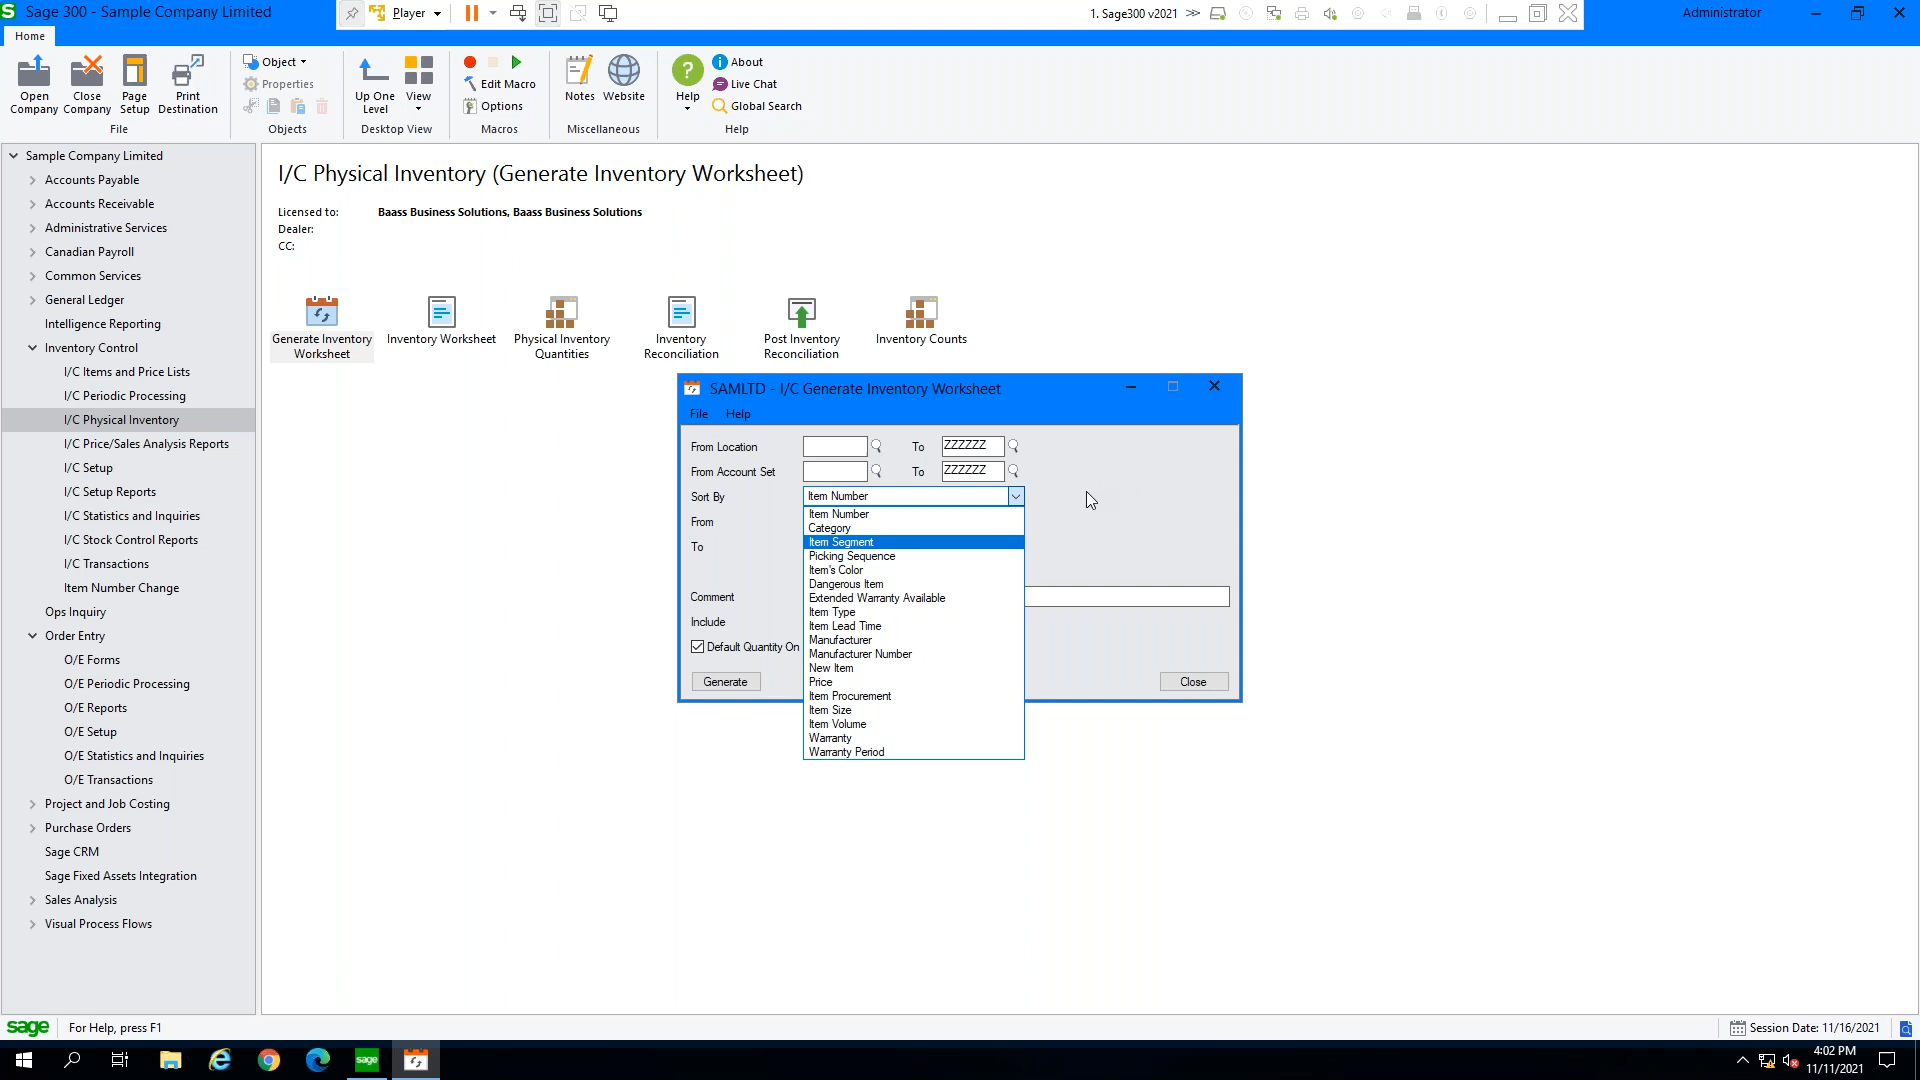 S Sage 300 - Sample Company Limited
Player
1. Sage300 v2021
Administrator
Home
Open Company
Close Company
Page Setup
Print Destination
File
Object
Properties
Objects
Up One Level
View
Desktop View
Edit Macro
Options
Macros
Notes
Website
Miscellaneous
Help
About
Live Chat
Global Search
Help
Sample Company Limited
Accounts Payable
Accounts Receivable
Administrative Services
Canadian Payroll
Common Services
General Ledger
Intelligence Reporting
Inventory Control
I/C Items and Price Lists
I/C Periodic Processing
I/C Physical Inventory
I/C Price/Sales Analysis Reports
I/C Setup
I/C Setup Reports
I/C Statistics and Inquiries
I/C Stock Control Reports
I/C Transactions
Item Number Change
Ops Inquiry
Order Entry
O/E Forms
O/E Periodic Processing
O/E Reports
O/E Setup
O/E Statistics and Inquiries
O/E Transactions
Project and Job Costing
Purchase Orders
Sage CRM
Sage Fixed Assets Integration
Sales Analysis
Visual Process Flows
I/C Physical Inventory (Generate Inventory Worksheet)
Licensed to: Baass Business Solutions, Baass Business Solutions
Dealer:
CC:
Generate Inventory Worksheet
Inventory Worksheet
Physical Inventory Quantities
Inventory Reconciliation
Post Inventory Reconciliation
Inventory Counts
SAMLTD - I/C Generate Inventory Worksheet
File Help
From Location To ZZZZZZ
From Account Set To ZZZZZZ
Sort By Item Number
From
To
Comment
Include
Default Quantity On
Generate
Close
Item Number
Category
Item Segment
Picking Sequence
Item's Color
Dangerous Item
Extended Warranty Available
Item Type
Item Lead Time
Manufacturer
Manufacturer Number
New Item
Price
Item Procurement
Item Size
Item Volume
Warranty
Warranty Period
sage For Help, press F1
Session Date: 11/16/2021
sage
4:02 PM
11/11/2021